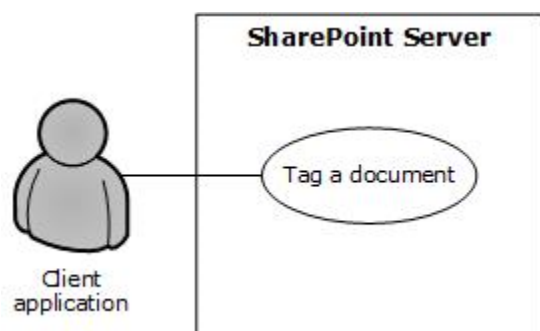 SharePoint Server
Tag a document
Client
application